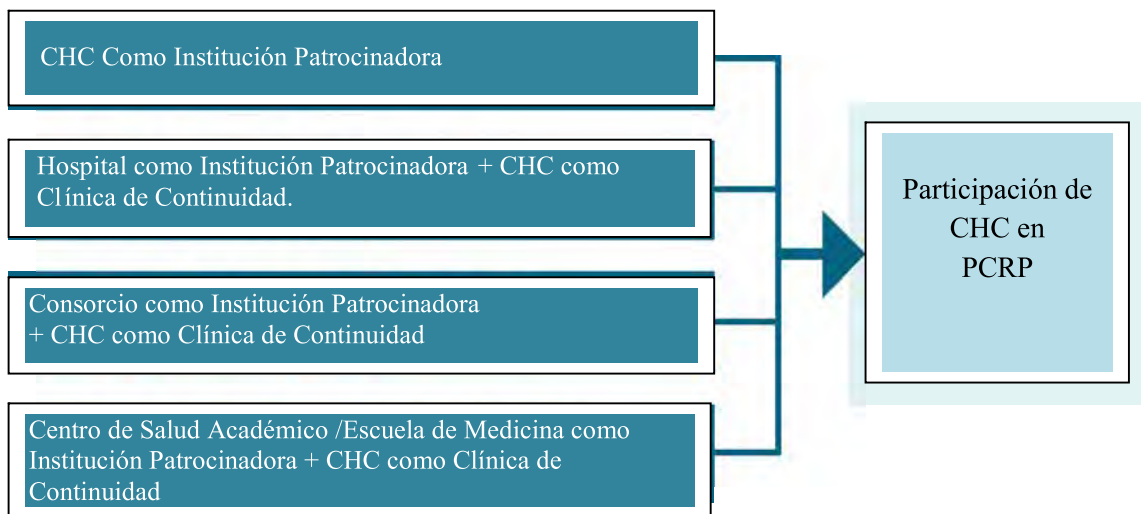 CHC Como Institución Patrocinadora
Hospital como Institución Patrocinadora + CHC como
Clínica de Continuidad.
Consorcio como Institución Patrocinadora
+ CHC como Clínica de Continuidad
Centro de Salud Académico /Escuela de Medicina como
Institución Patrocinadora + CHC como Clínica de
Continuidad
Participación de
CHC en
PCRP